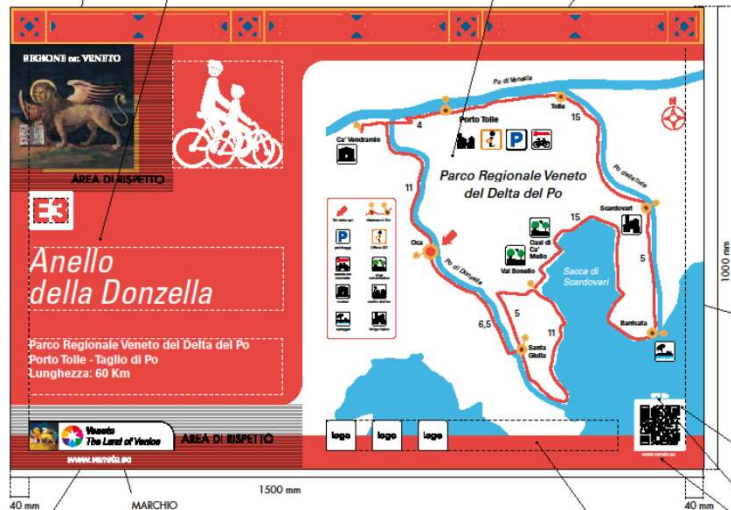 REGIONE DEL VENETO
AREA DI RISPETTO
E3
Anello
della Donzella
Parco Regionale Veneto del Delta del Po
Porto Tolle - Taglio di Po
Lunghezza: 60 Km
Veneto
The Land of Venice
AREA DI RISPETTO
www.veneto.eu
Po di Venezia
N
Ca' Vendramin
4
Porto Tolle
Tolle
15
P
Po delle Tolle
Parco Regionale Veneto
del Delta del Po
11
Scardovari
15
Oasi di
Ca'
Mello
Val Bonello
Oca
Po di Donzella
Sacca di
Scardovari
5
P
5
11
6,5
Santa
Giulia
Barricata
logo
logo
logo
1000 mm
1500 mm
40 mm
MARCHIO
40 mm